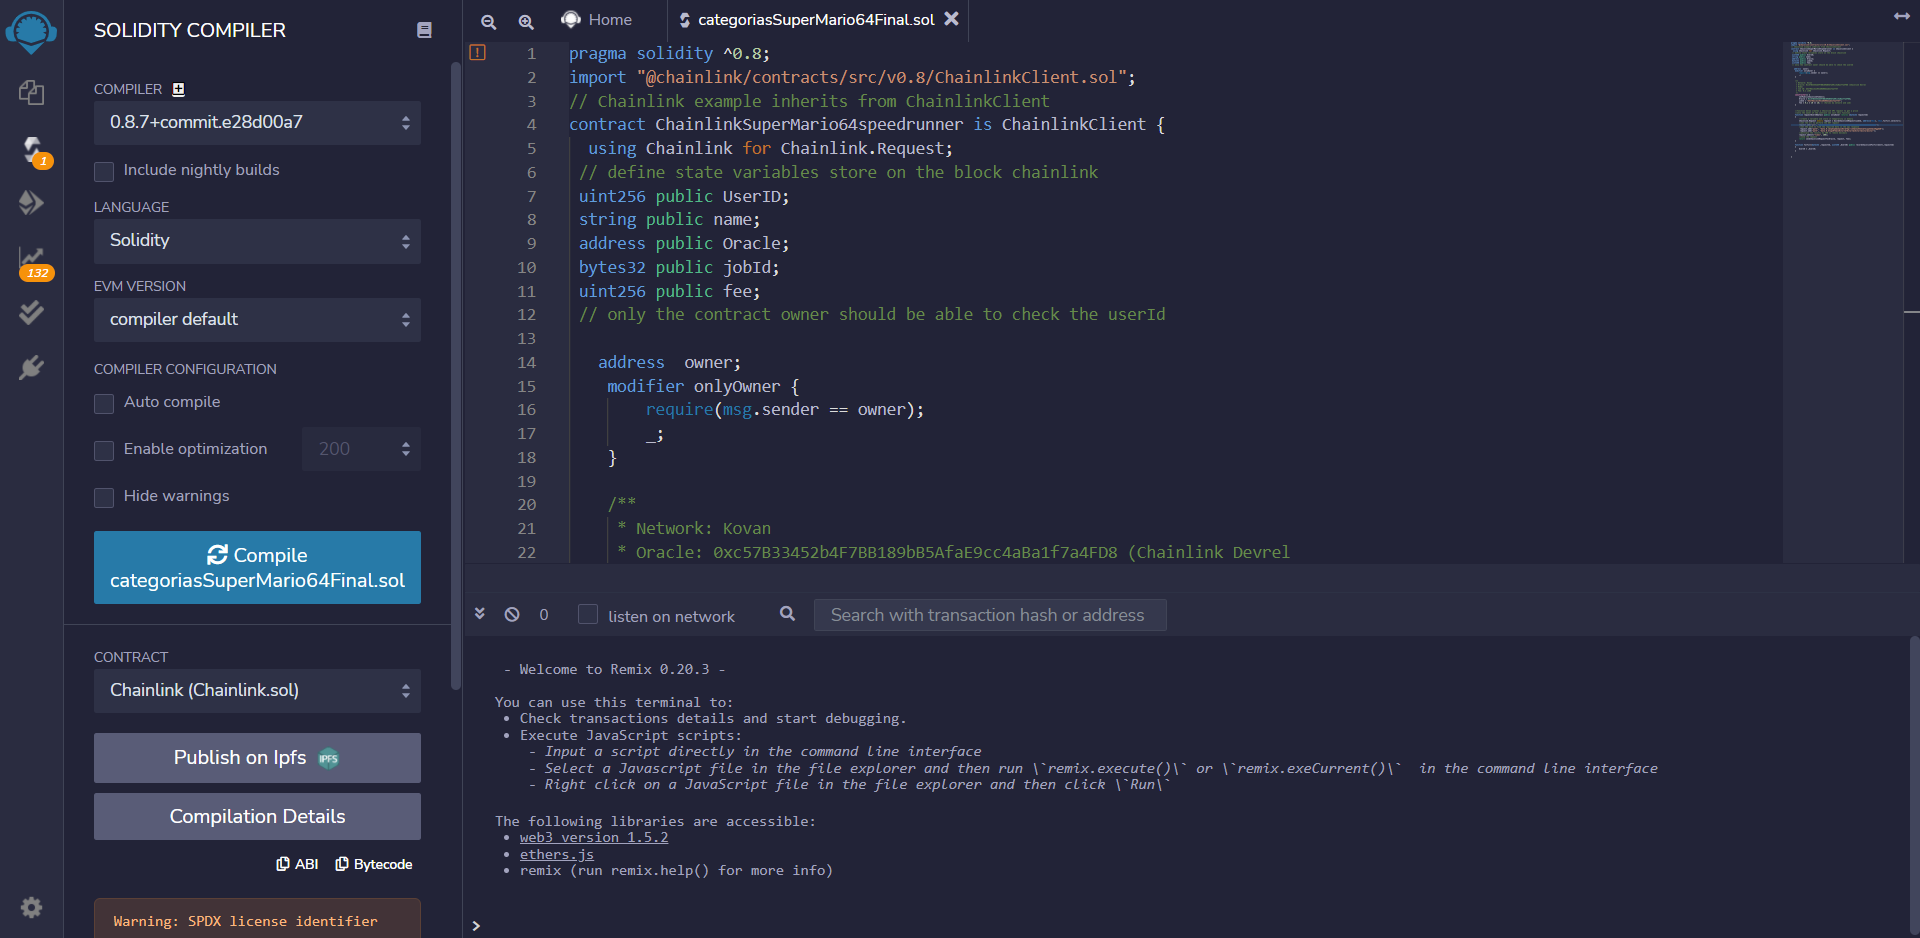 SOLIDITY COMPILER
COMPILER
0.8.7+commit.e28d00a7
Include nightly builds
LANGUAGE
Solidity
EVM VERSION
compiler default
COMPILER CONFIGURATION
Auto compile
Enable optimization
200
Hide warnings
Compile
categoriasSuperMario64Final.sol
CONTRACT
Chainlink (Chainlink.sol)
Publish on Ipfs IPFS
Compilation Details
ABI Bytecode
Warning: SPDX license identifier
1
132
Home
categoriasSuperMario64Final.sol
1 pragma solidity ^0.8;
2 import "@chainlink/contracts/src/v0.8/ChainlinkClient.sol";
3 // Chainlink example inherits from ChainlinkClient
4 contract ChainlinkSuperMario64speedrunner is ChainlinkClient {
5 using Chainlink for Chainlink.Request;
6 // define state variables store on the block chainlink
7 uint256 public UserID;
8 string public name;
9 address public Oracle;
10 bytes32 public jobId;
11 uint256 public fee;
12 // only the contract owner should be able to check the userId
13
14 address  owner;
15 modifier onlyOwner {
16 require(msg.sender == owner);
17 _;
18 }
19
20 /**
21 * Network: Kovan
22 * Oracle: 0xc57B33452b4F7BB189bB5AfaE9cc4aBa1f7a4FD8 (Chainlink Devrel
0
listen on network
Search with transaction hash or address
- Welcome to Remix 0.20.3 -
You can use this terminal to:
• Check transactions details and start debugging.
• Execute JavaScript scripts:
- Input a script directly in the command line interface
- Select a Javascript file in the file explorer and then run \`remix.execute()\` or \`remix.exeCurrent()\`  in the command line interface
- Right click on a JavaScript file in the file explorer and then click \`Run\`
The following libraries are accessible:
• web3 version 1.5.2
• ethers.js
• remix (run remix.help() for more info)
>